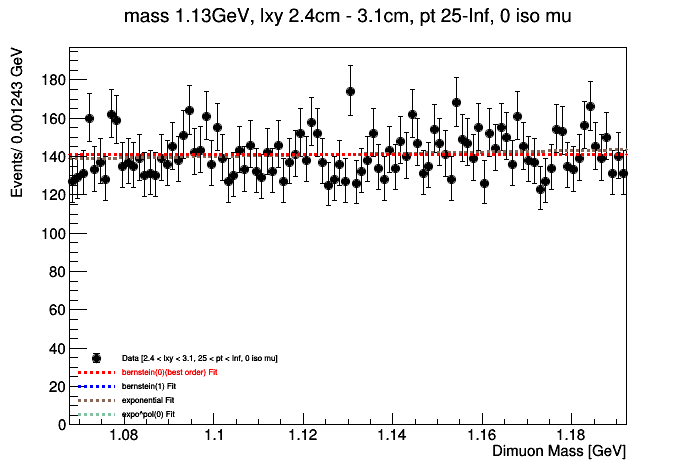 mass 1.13GeV, lxy 2.4cm - 3.1cm, pt 25-Inf, 0 iso mu
Events/ 0.001243 GeV
180
160
140
120
100
80
60
40
20
0
Data [2.4 < lxy < 3.1, 25 < pt < Inf, 0 iso mu]
bernstein(0)(best order) Fit
bernstein(1) Fit
exponential Fit
expo^pol(0) Fit
1.08 1.1 1.12 1.14 1.16 1.18
Dimuon Mass [GeV]